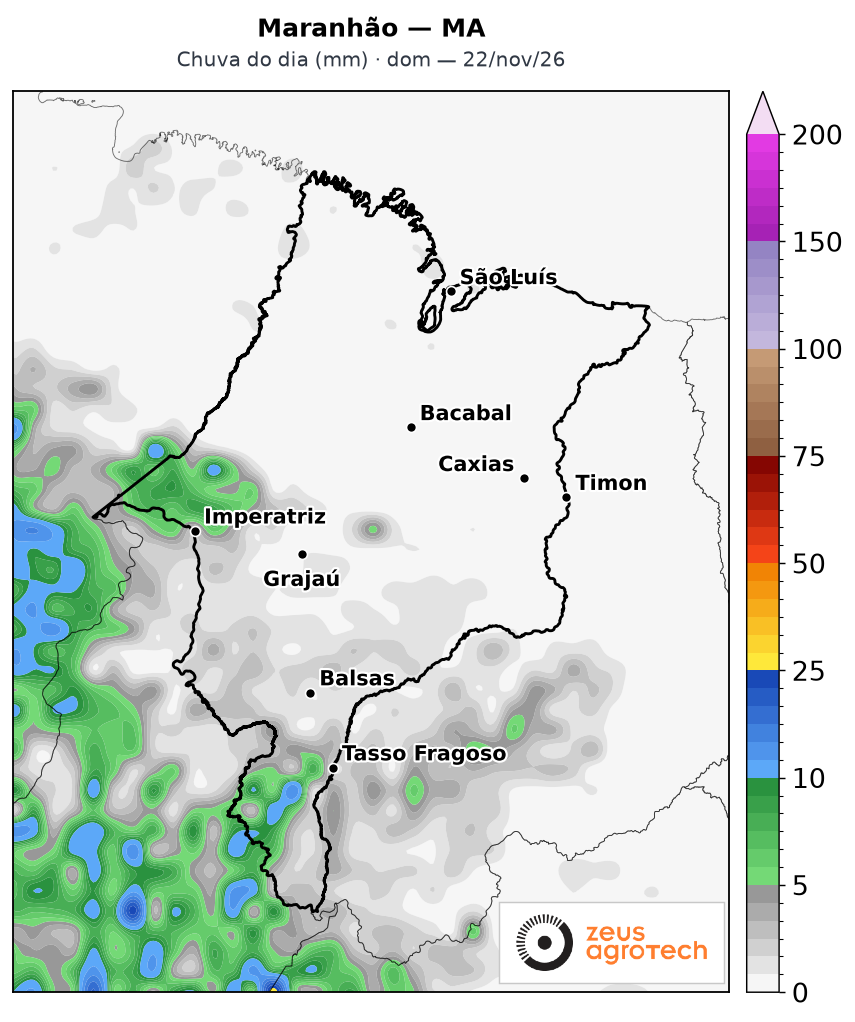 Maranhão — MA
Chuva do dia (mm) · dom — 22/nov/26
São Luís
Bacabal
Caxias
Timon
Imperatriz
Grajaú
Balsas
Tasso Fragoso
200
150
100
75
50
25
10
5
0
zeus
agrotech